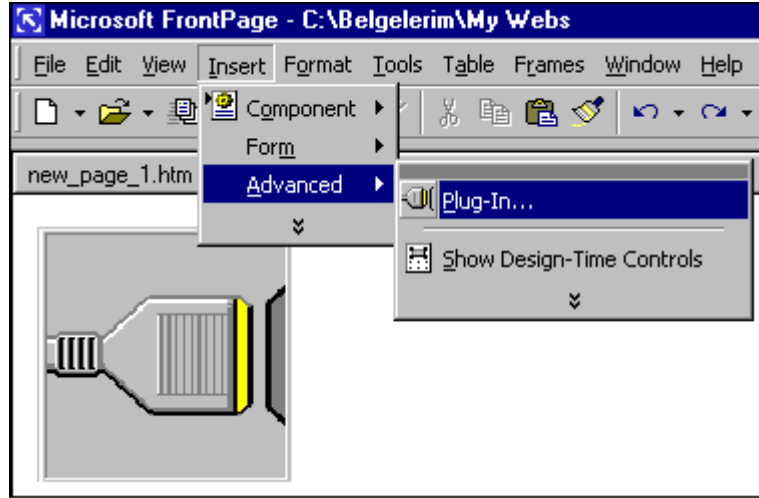 Microsoft FrontPage - C:\Belgelerim\My Webs
File Edit View Insert Format Tools Table Frames Window Help
Component
Form
new_page_1.htm
Advanced
Plug-In...
Show Design-Time Controls